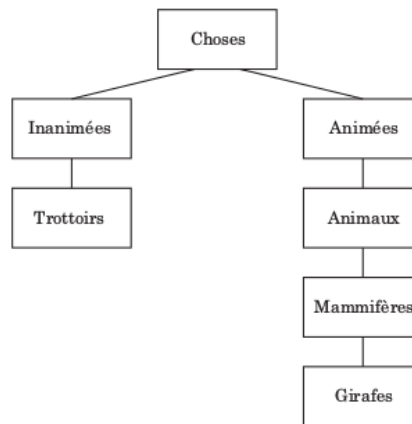 Choses
Inanimées
Animées
Trottoirs
Animaux
Mammifères
Girafes